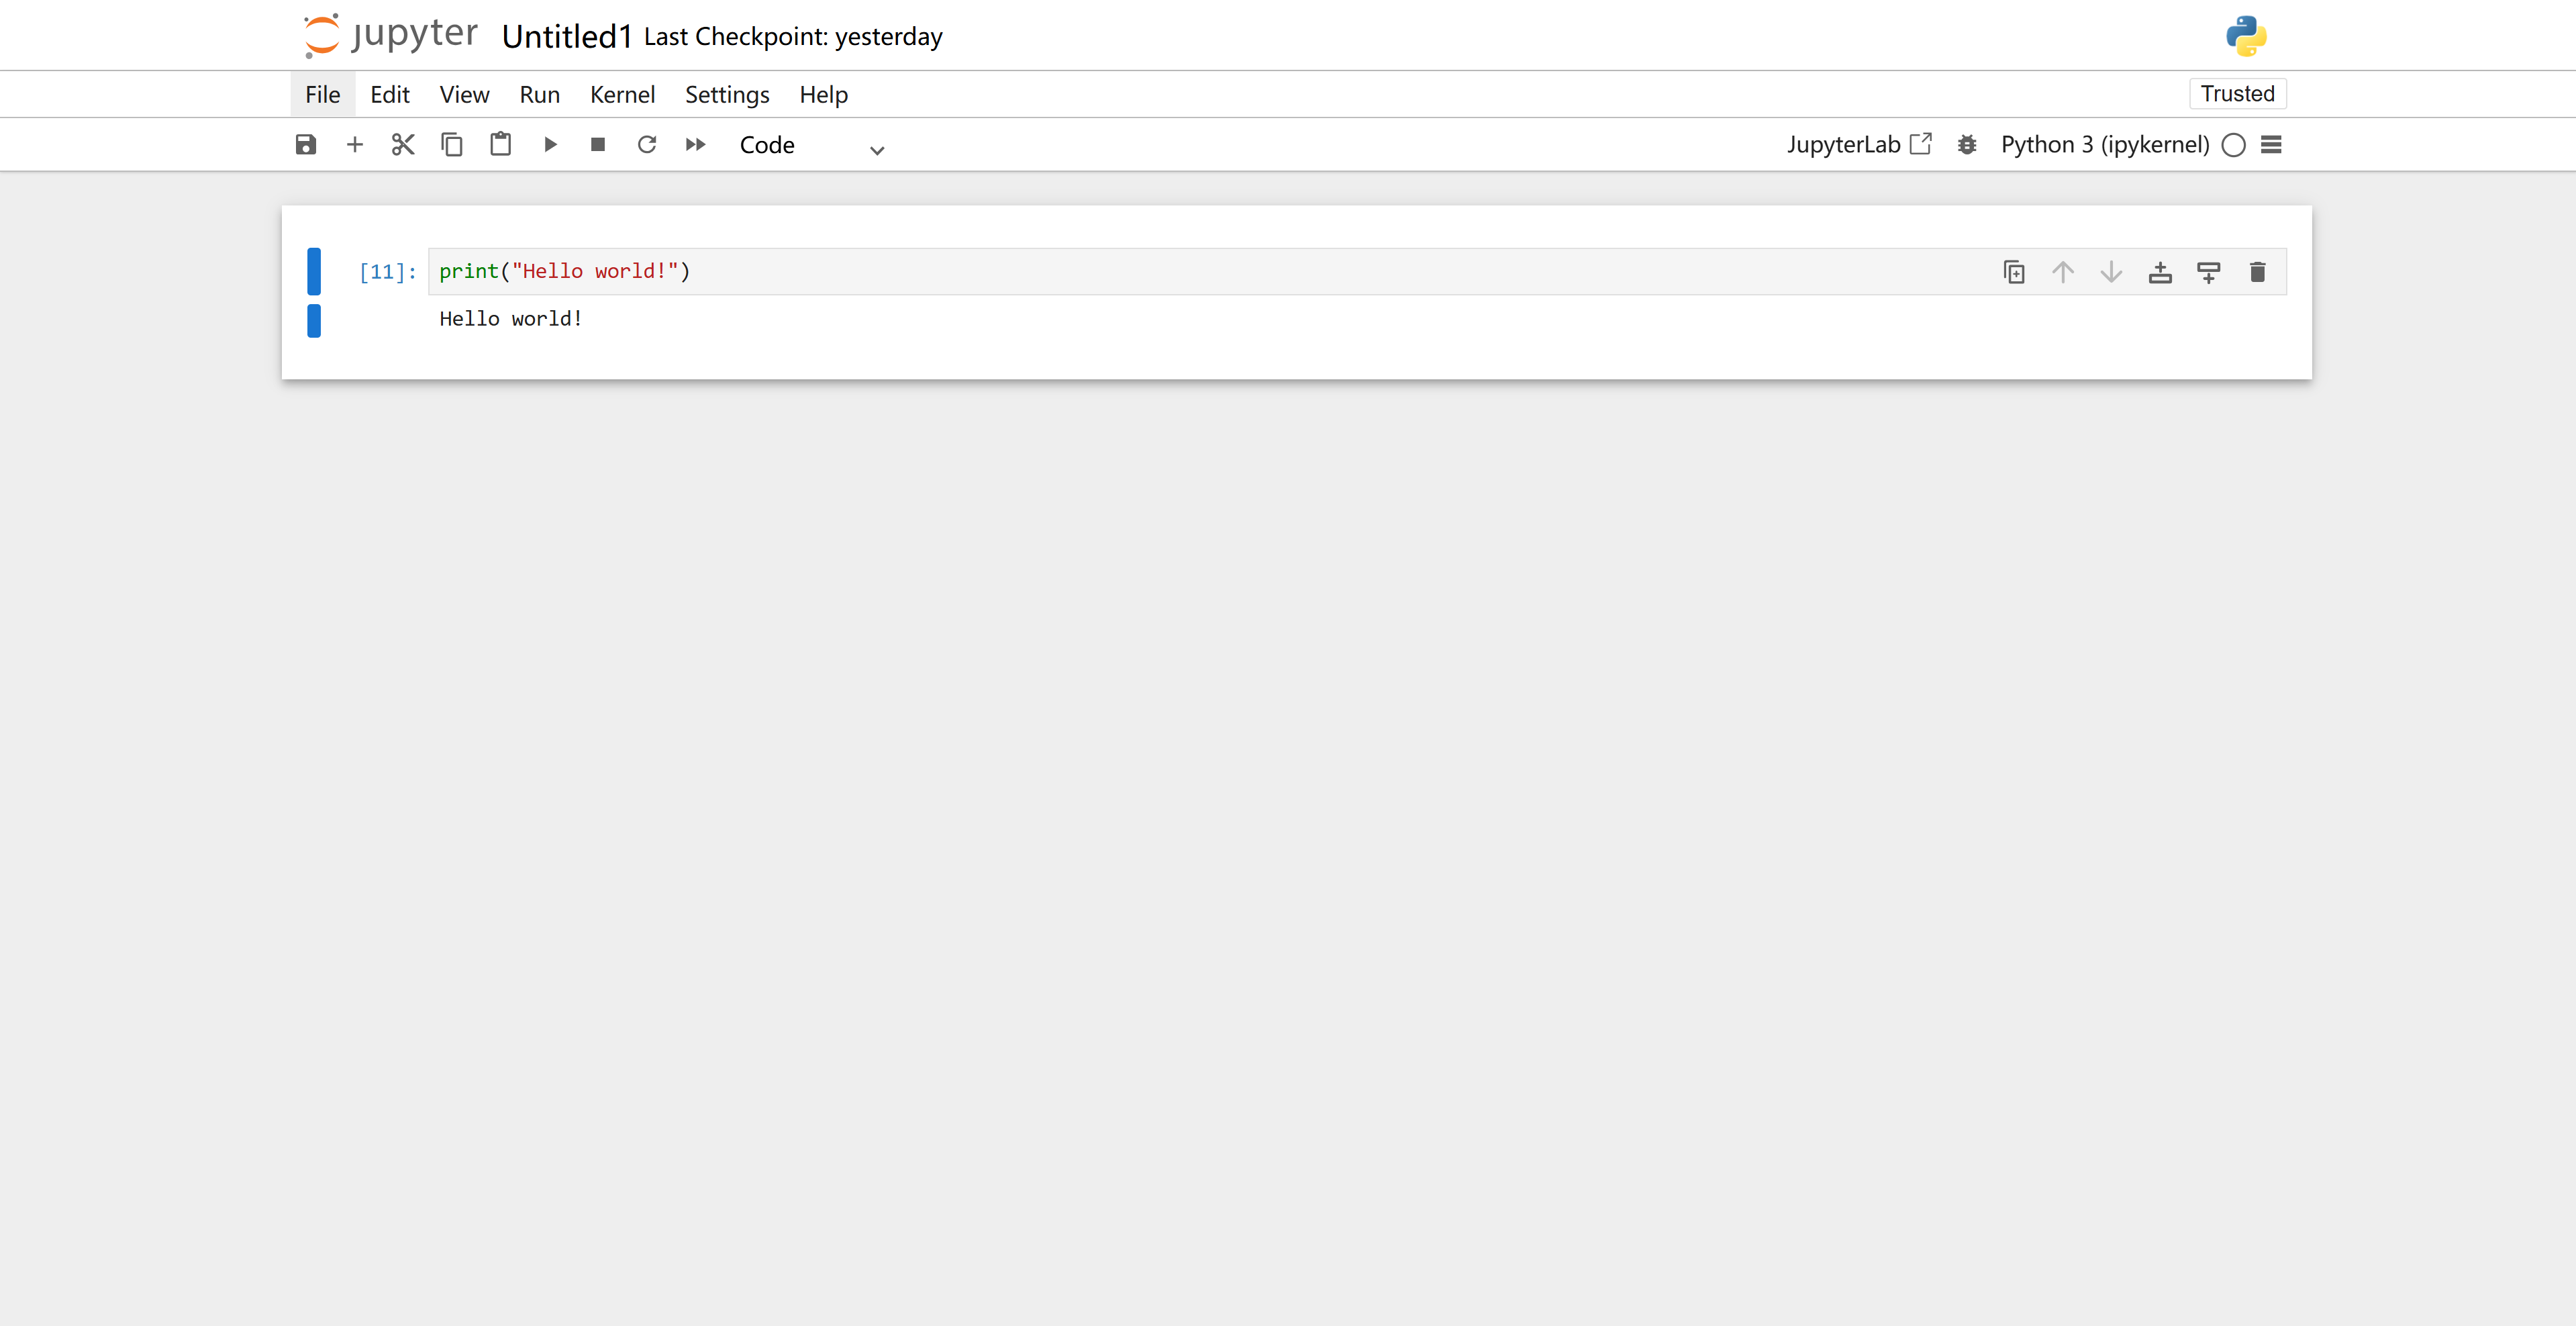 jupyter Untitled1 Last Checkpoint: yesterday
File Edit View Run Kernel Settings Help Trusted
Code JupyterLab Python 3 (ipykernel)
[11]: print("Hello world!")
Hello world!